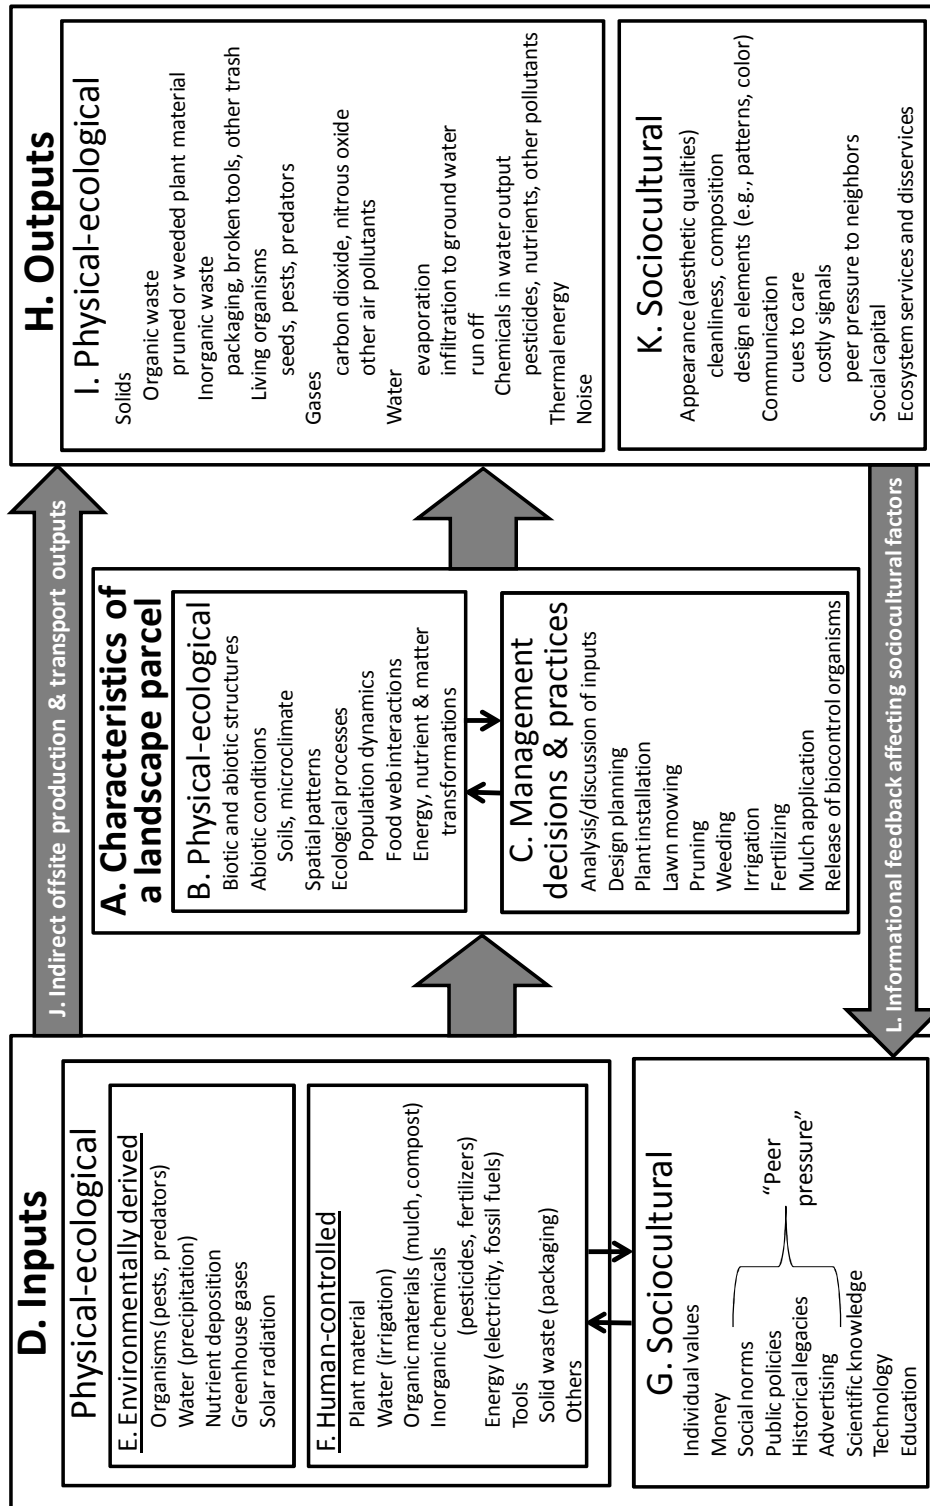 D. Inputs
Physical-ecological
E. Environmentally derived
Organisms (pests, predators)
Water (precipitation)
Nutrient deposition
Greenhouse gases
Solar radiation
F. Human-controlled
Plant material
Water (irrigation)
Organic materials (mulch, compost)
Inorganic chemicals
(pesticides, fertilizers)
Energy (electricity, fossil fuels)
Tools
Solid waste (packaging)
Others
G. Sociocultural
Individual values
Money
Social norms
Public policies
Historical legacies
Advertising
Scientific knowledge
Technology
Education
“Peer
pressure”
J. Indirect offsite production & transport outputs
A. Characteristics of
a landscape parcel
B. Physical-ecological
Biotic and abiotic structures
Abiotic conditions
Soils, microclimate
Spatial patterns
Ecological processes
Population dynamics
Food web interactions
Energy, nutrient & matter
transformations
C. Management
decisions & practices
Analysis/discussion of inputs
Design planning
Plant installation
Lawn mowing
Pruning
Weeding
Irrigation
Fertilizing
Mulch application
Release of biocontrol organisms
L. Informational feedback affecting sociocultural factors
H. Outputs
I. Physical-ecological
Solids
Organic waste
pruned or weeded plant material
Inorganic waste
packaging, broken tools, other trash
Living organisms
seeds, pests, predators
Gases
carbon dioxide, nitrous oxide
other air pollutants
Water
evaporation
infiltration to ground water
run off
Chemicals in water output
pesticides, nutrients, other pollutants
Thermal energy
Noise
K. Sociocultural
Appearance (aesthetic qualities)
cleanliness, composition
design elements (e.g., patterns, color)
Communication
cues to care
costly signals
peer pressure to neighbors
Social capital
Ecosystem services and disservices